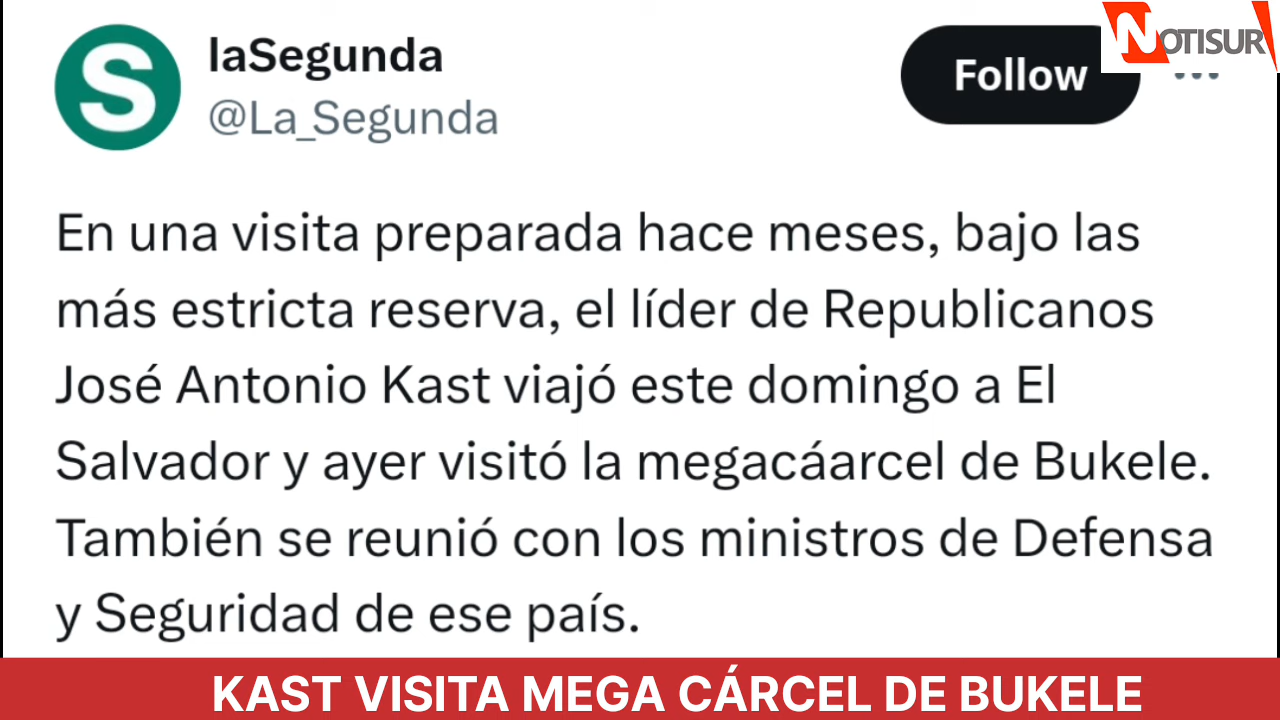 laSegunda
@La_Segunda
S
Follow
NOTISUR
En una visita preparada hace meses, bajo las
más estricta reserva, el líder de Republicanos
José Antonio Kast viajó este domingo a El
Salvador y ayer visitó la megacáarcel de Bukele.
También se reunió con los ministros de Defensa
y Seguridad de ese país.
KAST VISITA MEGA CÁRCEL DE BUKELE